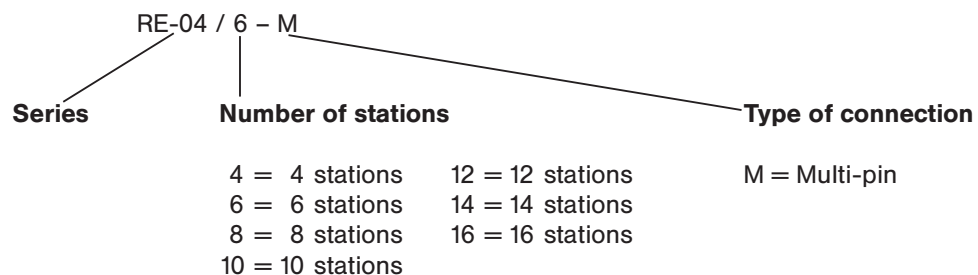 RE-04 / 6 – M
Series Number of stations Type of connection
4 = 4 stations 12 = 12 stations M = Multi-pin
6 = 6 stations 14 = 14 stations
8 = 8 stations 16 = 16 stations
10 = 10 stations